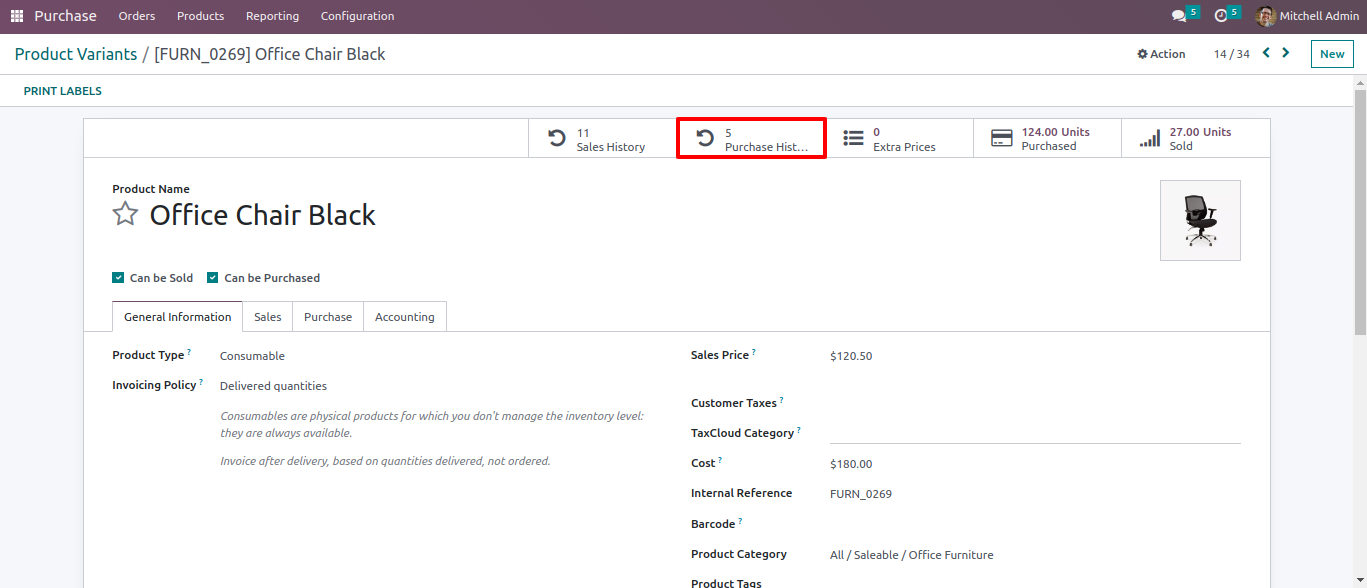 Purchase Orders Products Reporting Configuration 5 5 Mitchell Admin
Product Variants / [FURN_0269] Office Chair Black Action 14 / 34 New
PRINT LABELS
11 Sales History
5 Purchase Hist...
0 Extra Prices
124.00 Units Purchased
27.00 Units Sold
Product Name
Office Chair Black
Can be Sold Can be Purchased
General Information Sales Purchase Accounting
Product Type ? Consumable
Invoicing Policy ? Delivered quantities
Consumables are physical products for which you don't manage the inventory level:
they are always available.
Invoice after delivery, based on quantities delivered, not ordered.
Sales Price ? $120.50
Customer Taxes ?
TaxCloud Category ?
Cost ? $180.00
Internal Reference FURN_0269
Barcode ?
Product Category All / Saleable / Office Furniture
Product Tags